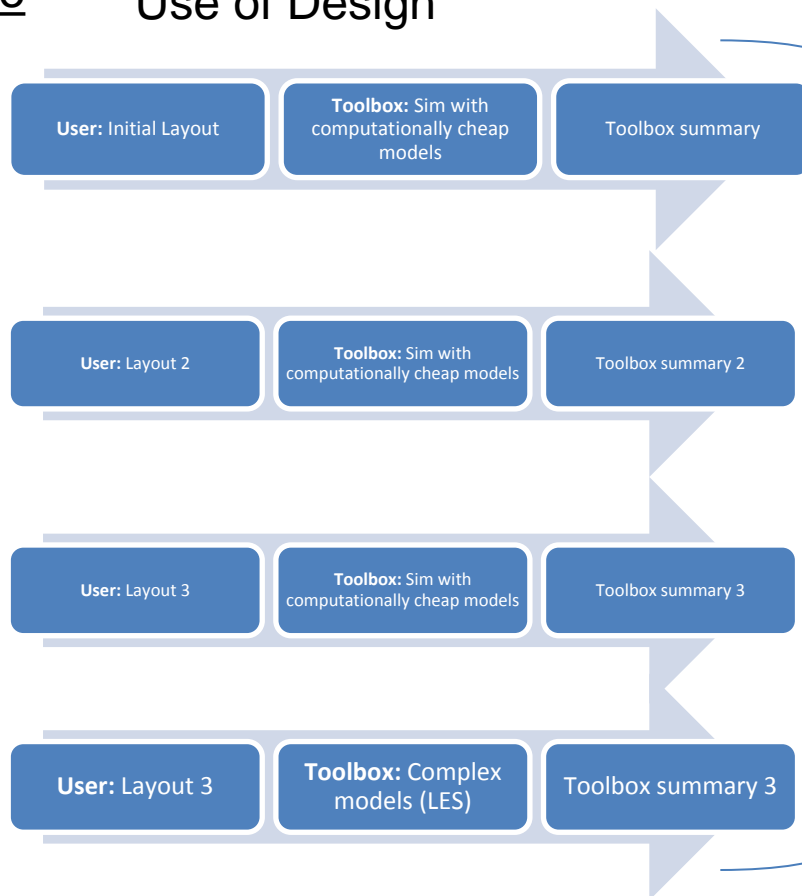 Use of Design
User: Initial Layout
Toolbox: Sim with
computationally cheap
models
Toolbox summary
User: Layout 2
Toolbox: Sim with
computationally cheap models
Toolbox summary 2
User: Layout 3
Toolbox: Sim with
computationally cheap models
Toolbox summary 3
User: Layout 3
Toolbox: Complex
models (LES)
Toolbox summary 3